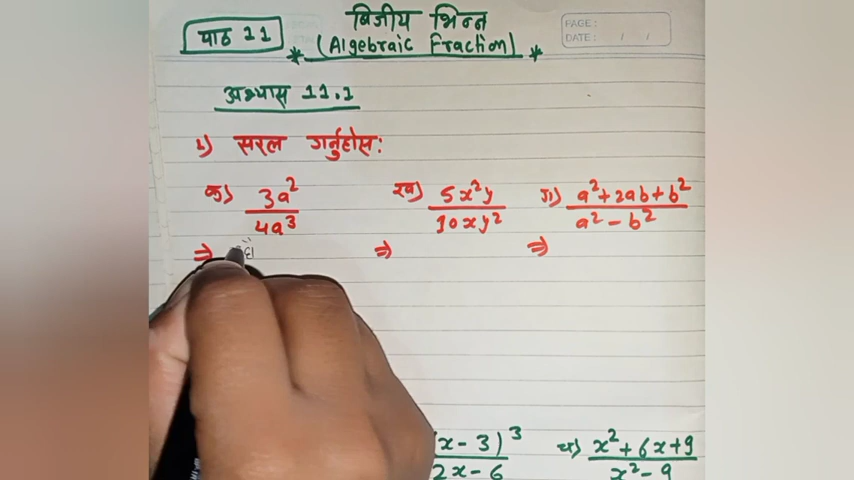 पाठ 11
बिजीय भिन्न
(Algebraic Fraction)
PAGE:
DATE: / /
अभ्यास 11.1
१) सरल गर्नुहोस:
क) 3a²/4a³ ख) 5x²y/10xy² ग) a²+2ab+b²/a² - b²
⇒ ⇒ ⇒
(x - 3)³/2x - 6 घ) x²+6x+9/x² - 9